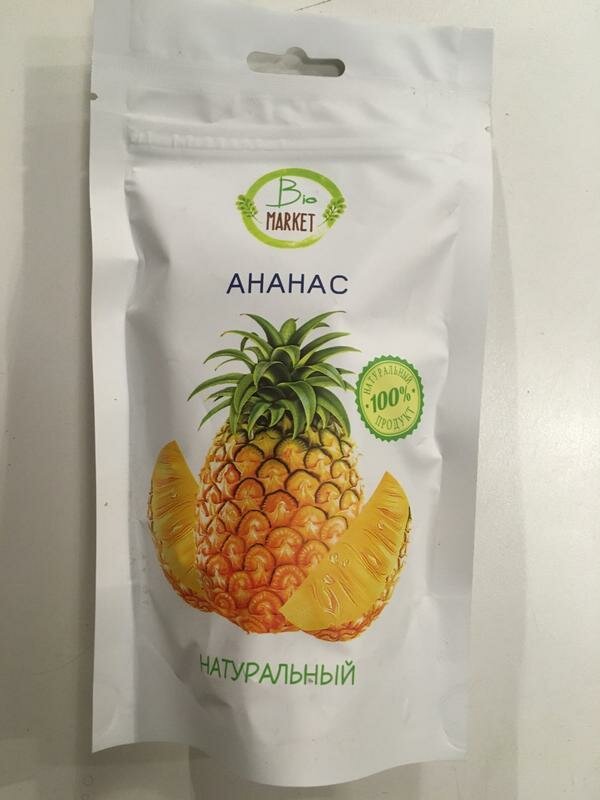 Bio
MARKET
АНАНАС
НАТУРАЛЬНЫЙ
100%
ПРОДУКТ
НАТУРАЛЬНЫЙ